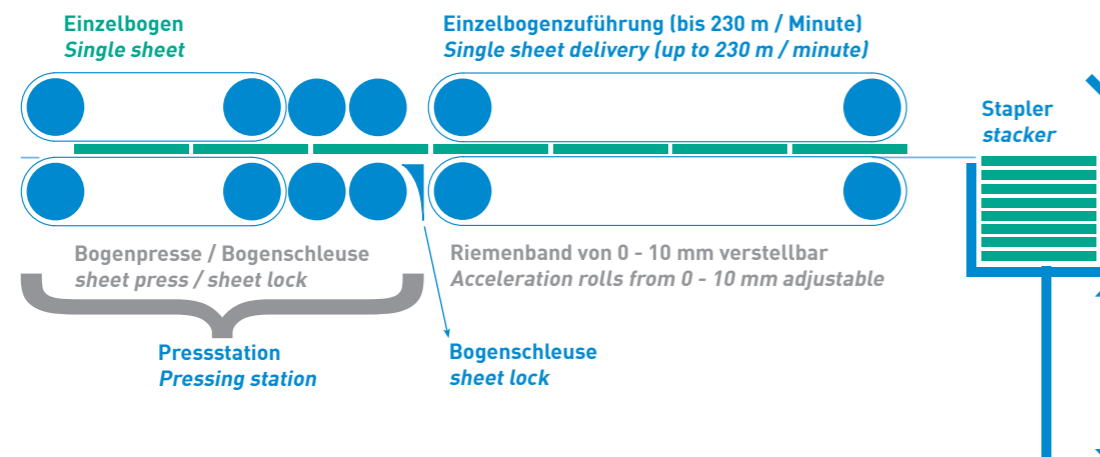 Einzelbogen
Single sheet
Einzelbogenzuführung (bis 230 m / Minute)
Single sheet delivery (up to 230 m / minute)
Stapler
stacker
Bogenpresse / Bogenschleuse
sheet press / sheet lock
Riemenband von 0 - 10 mm verstellbar
Acceleration rolls from 0 - 10 mm adjustable
Pressstation
Pressing station
Bogenschleuse
sheet lock